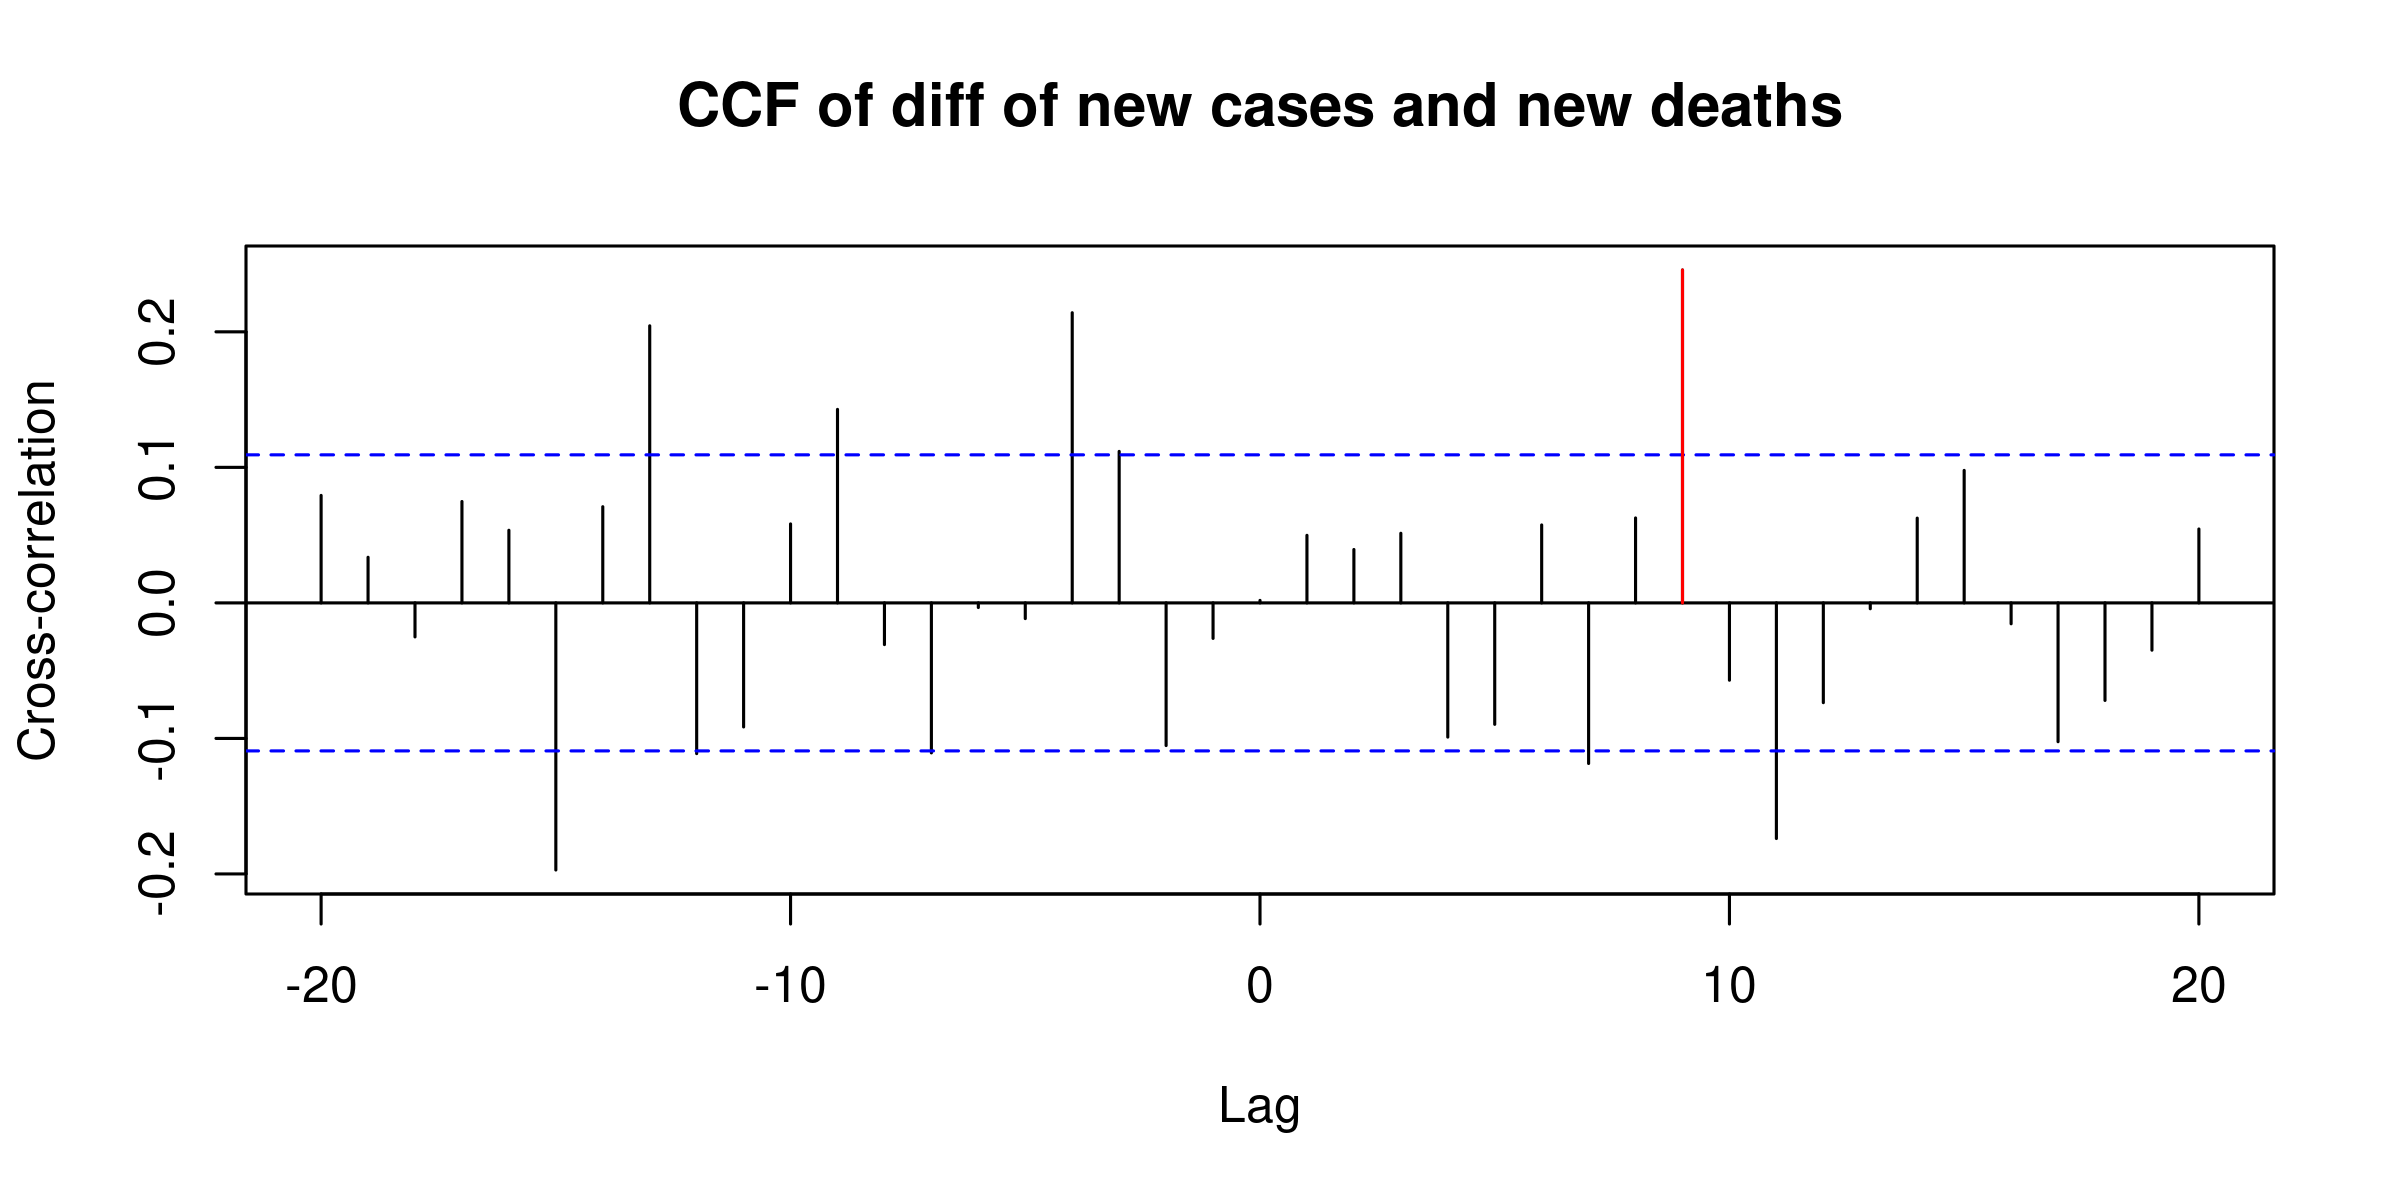 CCF of diff of new cases and new deaths
Cross-correlation
0.2
0.1
0.0
-0.1
-0.2
-20 -10 0 10 20
Lag